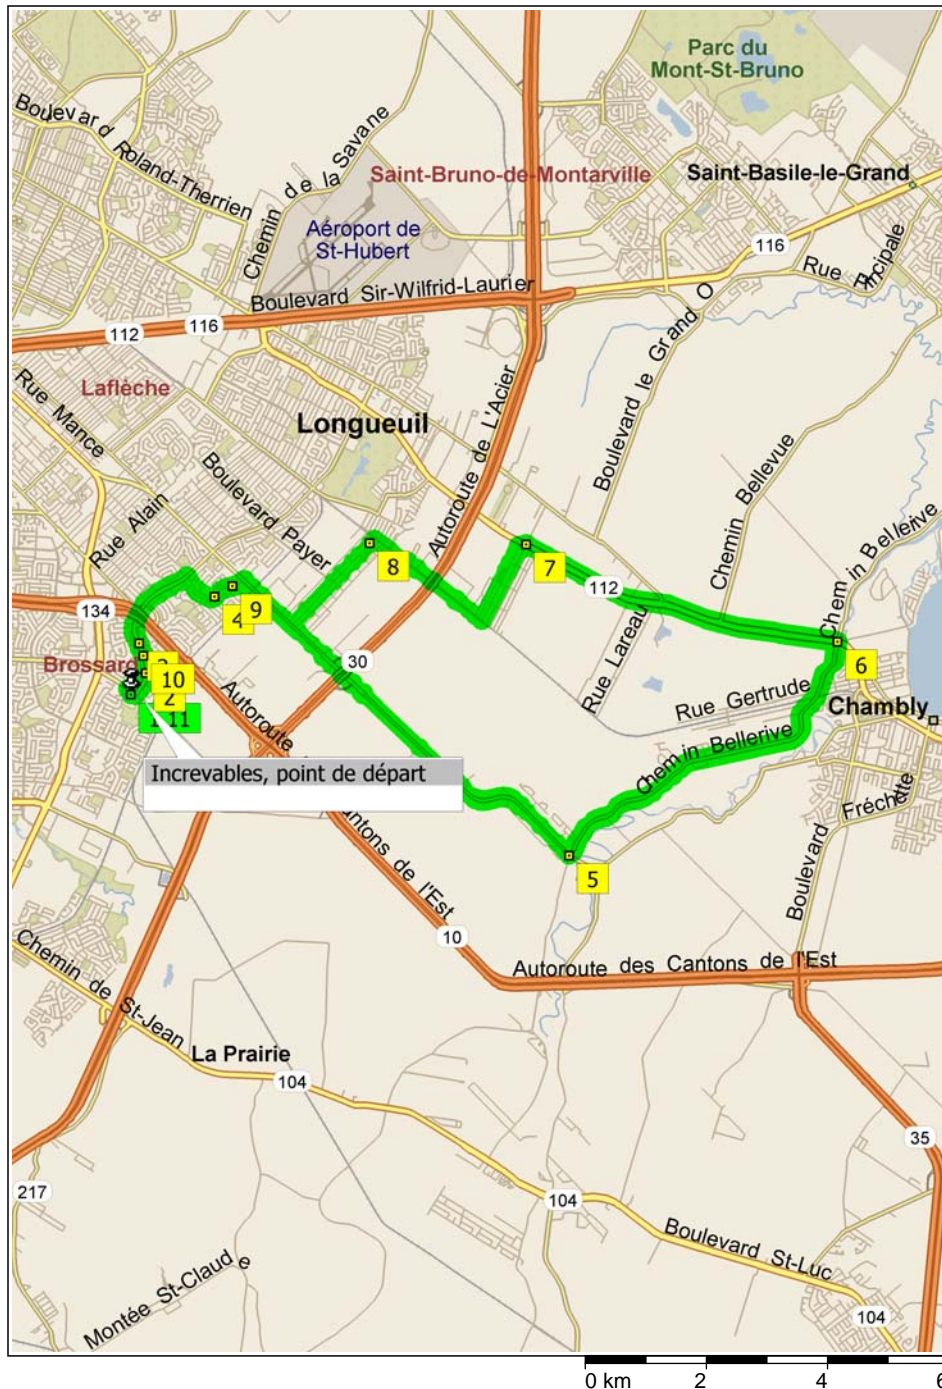 Parc du
Mont-St-Bruno
Boulevard Roland-Therrien
Chemin de la Savane
Saint-Bruno-de-Montarville
Saint-Basile-le-Grand
Aéroport de
St-Hubert
116
Rue Principale
Boulevard Sir-Wilfrid-Laurier
112
116
Laflèche
Rue Mance
Longueuil
Autoroute de L'Acier
Boulevard le Grand O
Chemin Bellevue
Boulevard Payer
Rue Alain
Chemin Bellerive
8
7
112
134
4
9
30
Rue Lareau
6
Brossard
10
2
11
Rue Gertrude
Chambly
Autoroute
Cantons de l'Est
Chemin Bellerive
Increvables, point de départ
Boulevard Fréchette
5
10
Autoroute des Cantons de l'Est
Chemin de St-Jean
La Prairie
104
35
217
104
Boulevard St-Luc
Montée St-Claude
104
0 km
2
4
6